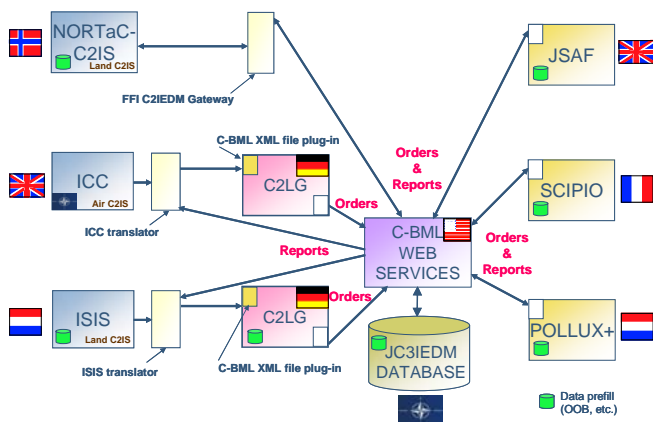 NORTaC-
C2IS
Land C2IS
FFI C2IEDM Gateway
JSAF
C-BML XML file plug-in
ICC
Air C2IS
C2LG
Orders
&
Reports
Orders
SCIPIO
ICC translator
C-BML
WEB
SERVICES
Reports
Orders
&
Reports
ISIS
Land C2IS
C2LG
Orders
POLLUX+
ISIS translator
C-BML XML file plug-in
JC3IEDM
DATABASE
Data prefill
(OOB, etc.)